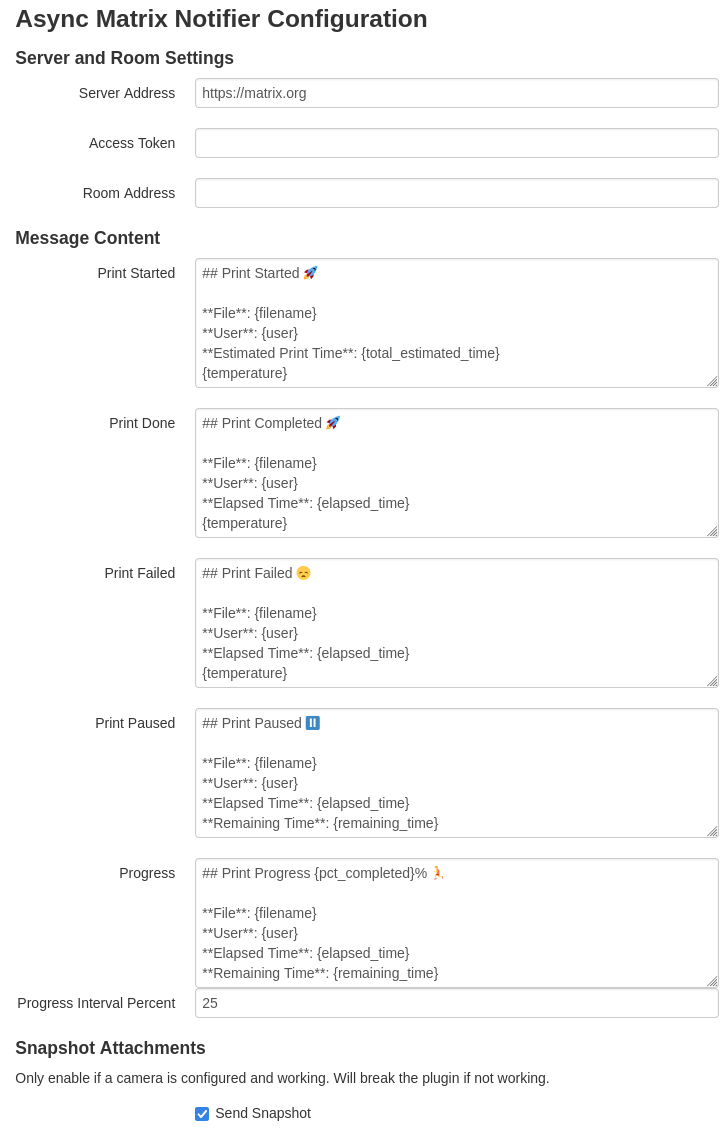 Async Matrix Notifier Configuration
Server and Room Settings
Server Address
https://matrix.org
Access Token
Room Address
Message Content
Print Started
## Print Started 🚀
**File**: {filename}
**User**: {user}
**Estimated Print Time**: {total_estimated_time}
{temperature}
Print Done
## Print Completed 🚀
**File**: {filename}
**User**: {user}
**Elapsed Time**: {elapsed_time}
{temperature}
Print Failed
## Print Failed 😞
**File**: {filename}
**User**: {user}
**Elapsed Time**: {elapsed_time}
{temperature}
Print Paused
## Print Paused ⏸
**File**: {filename}
**User**: {user}
**Elapsed Time**: {elapsed_time}
**Remaining Time**: {remaining_time}
Progress
## Print Progress {pct_completed}% 🏃
**File**: {filename}
**User**: {user}
**Elapsed Time**: {elapsed_time}
**Remaining Time**: {remaining_time}
Progress Interval Percent
25
Snapshot Attachments
Only enable if a camera is configured and working. Will break the plugin if not working.
Send Snapshot